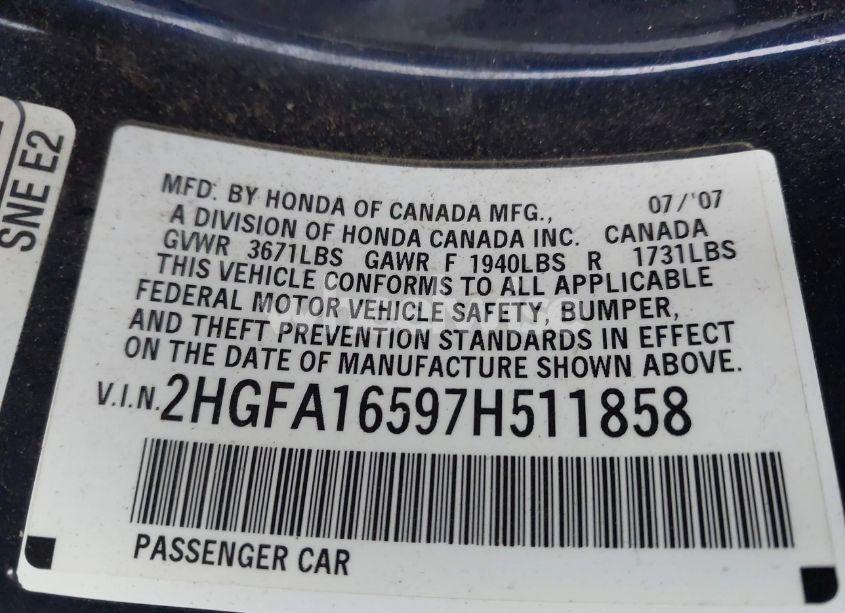 SNE E2
MFD. BY HONDA OF CANADA MFG., 07/'07
A DIVISION OF HONDA CANADA INC. CANADA
GVWR 3671LBS GAWR F 1940LBS R 1731LBS
THIS VEHICLE CONFORMS TO ALL APPLICABLE
FEDERAL MOTOR VEHICLE SAFETY, BUMPER,
AND THEFT PREVENTION STANDARDS IN EFFECT
ON THE DATE OF MANUFACTURE SHOWN ABOVE.
V.I.N. 2HGFA16597H511858
PASSENGER CAR